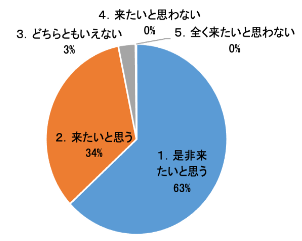 4. 来たいと思わない
0%
3. どちらともいえない
3%
5. 全く来たいと思わない
0%
2. 来たいと思う
34%
1. 是非来
たいと思う
63%